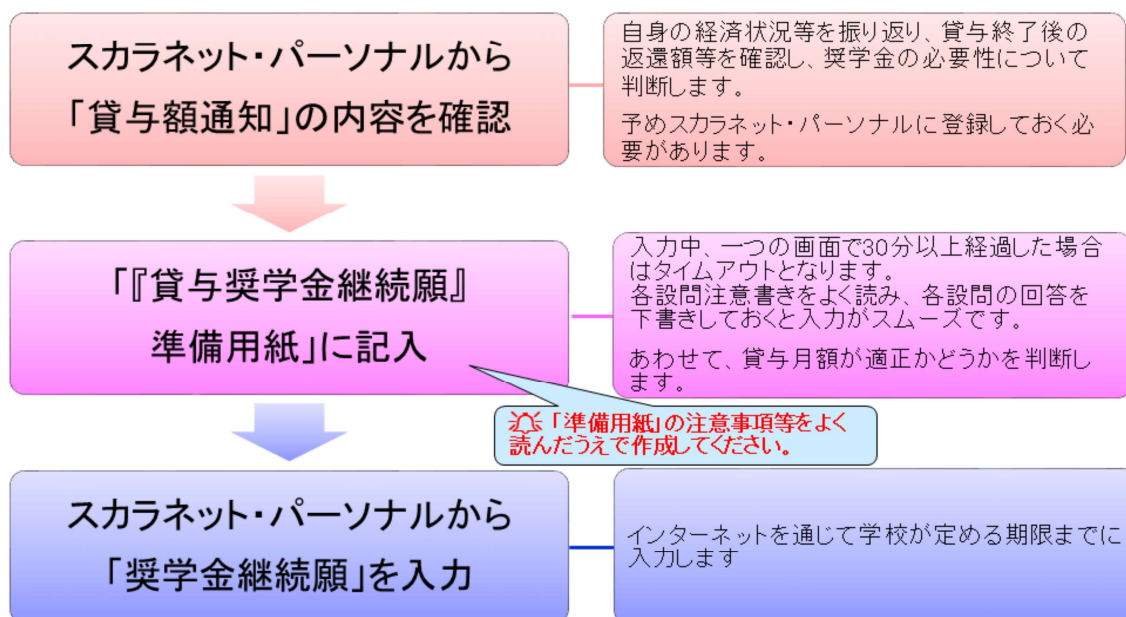 スカラネット・パーソナルから
「貸与額通知」の内容を確認
自身の経済状況等を振り返り、貸与終了後の
返還額等を確認し、奨学金の必要性について
判断します。
予めスカラネット・パーソナルに登録しておく必
要があります。
「『貸与奨学金継続願』
準備用紙」に記入
入力中、一つの画面で30分以上経過した場合
はタイムアウトとなります。
各設問注意書きをよく読み、各設問の回答を
下書きしておくと入力がスムーズです。
あわせて、貸与月額が適正かどうかを判断し
ます。
「準備用紙」の注意事項等をよく
読んだうえで作成してください。
スカラネット・パーソナルから
「奨学金継続願」を入力
インターネットを通じて学校が定める期限までに
入力します